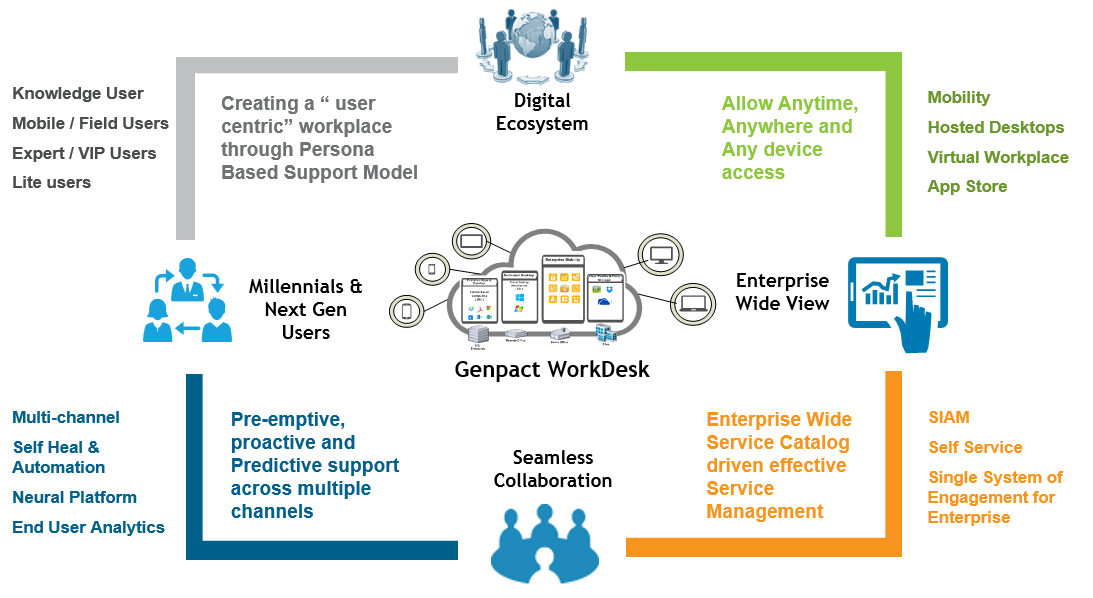 Digital
Ecosystem
Knowledge User
Mobile / Field Users
Expert / VIP Users
Lite users
Creating a “ user
centric” workplace
through Persona
Based Support Model
Allow Anytime,
Anywhere and
Any device
access
Mobility
Hosted Desktops
Virtual Workplace
App Store
Millennials &
Next Gen
Users
Enterprise Mobility
Genpact WorkDesk
Enterprise
Wide View
Multi-channel
Self Heal &
Automation
Neural Platform
End User Analytics
Pre-emptive,
proactive and
Predictive support
across multiple
channels
Seamless
Collaboration
Enterprise Wide
Service Catalog
driven effective
Service
Management
SIAM
Self Service
Single System of
Engagement for
Enterprise